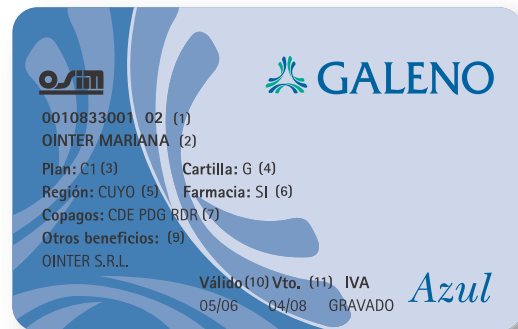 osim
GALENO
0010833001 02 (1)
OINTER MARIANA (2)
Plan: C1 (3) Cartilla: G (4)
Región: CUYO (5) Farmacia: SI (6)
Copagos: CDE PDG RDR (7)
Otros beneficios: (9)
OINTER S.R.L.
Válido (10) Vto. (11) IVA
05/06 04/08 GRAVADO
Azul